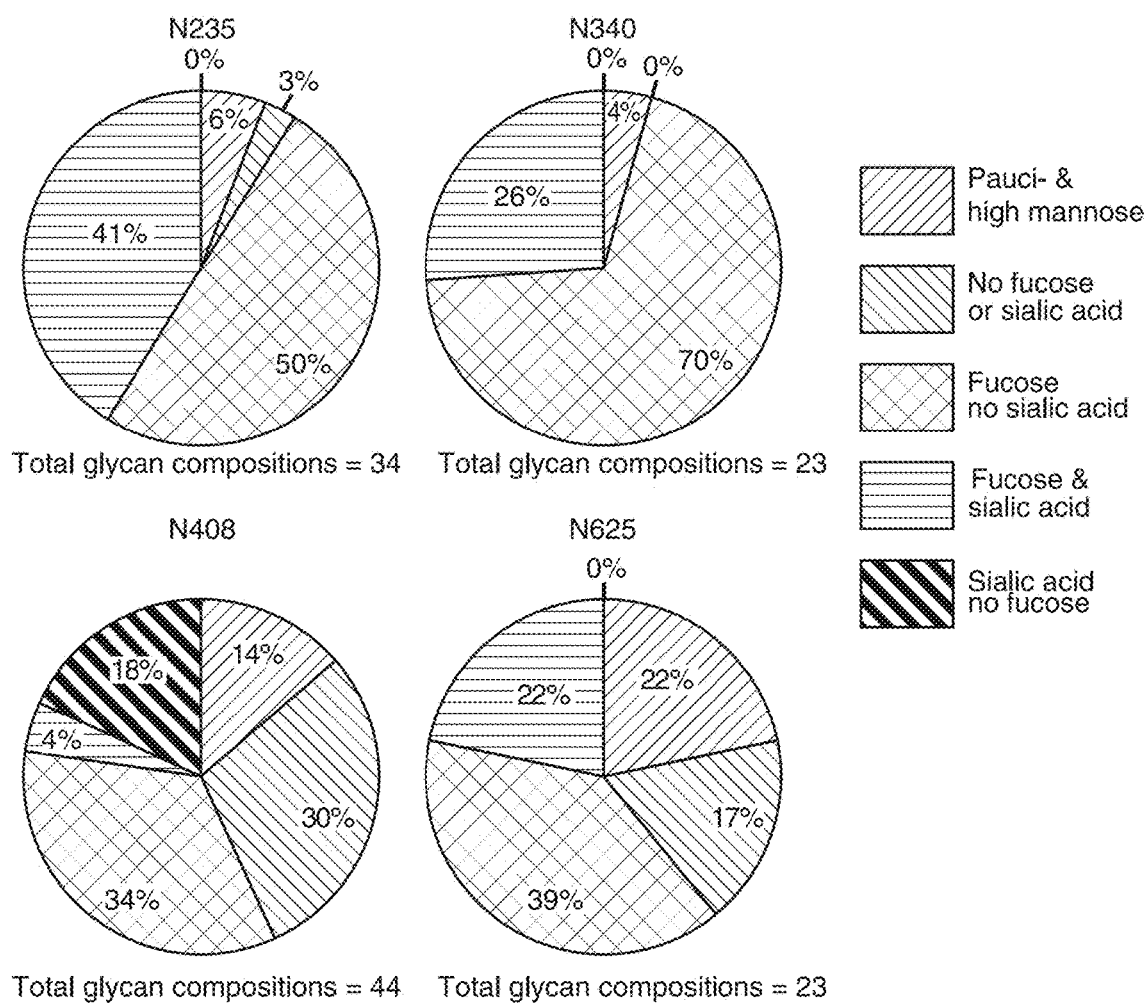 N235
0%
3%
6%
41%
50%
Total glycan compositions = 34
N340
0%
0%
4%
26%
70%
Total glycan compositions = 23
Pauci- &
high mannose
No fucose
or sialic acid
Fucose
no sialic acid
Fucose &
sialic acid
Sialic acid
no fucose
N408
18%
14%
4%
30%
34%
Total glycan compositions = 44
N625
0%
22%
22%
17%
39%
Total glycan compositions = 23